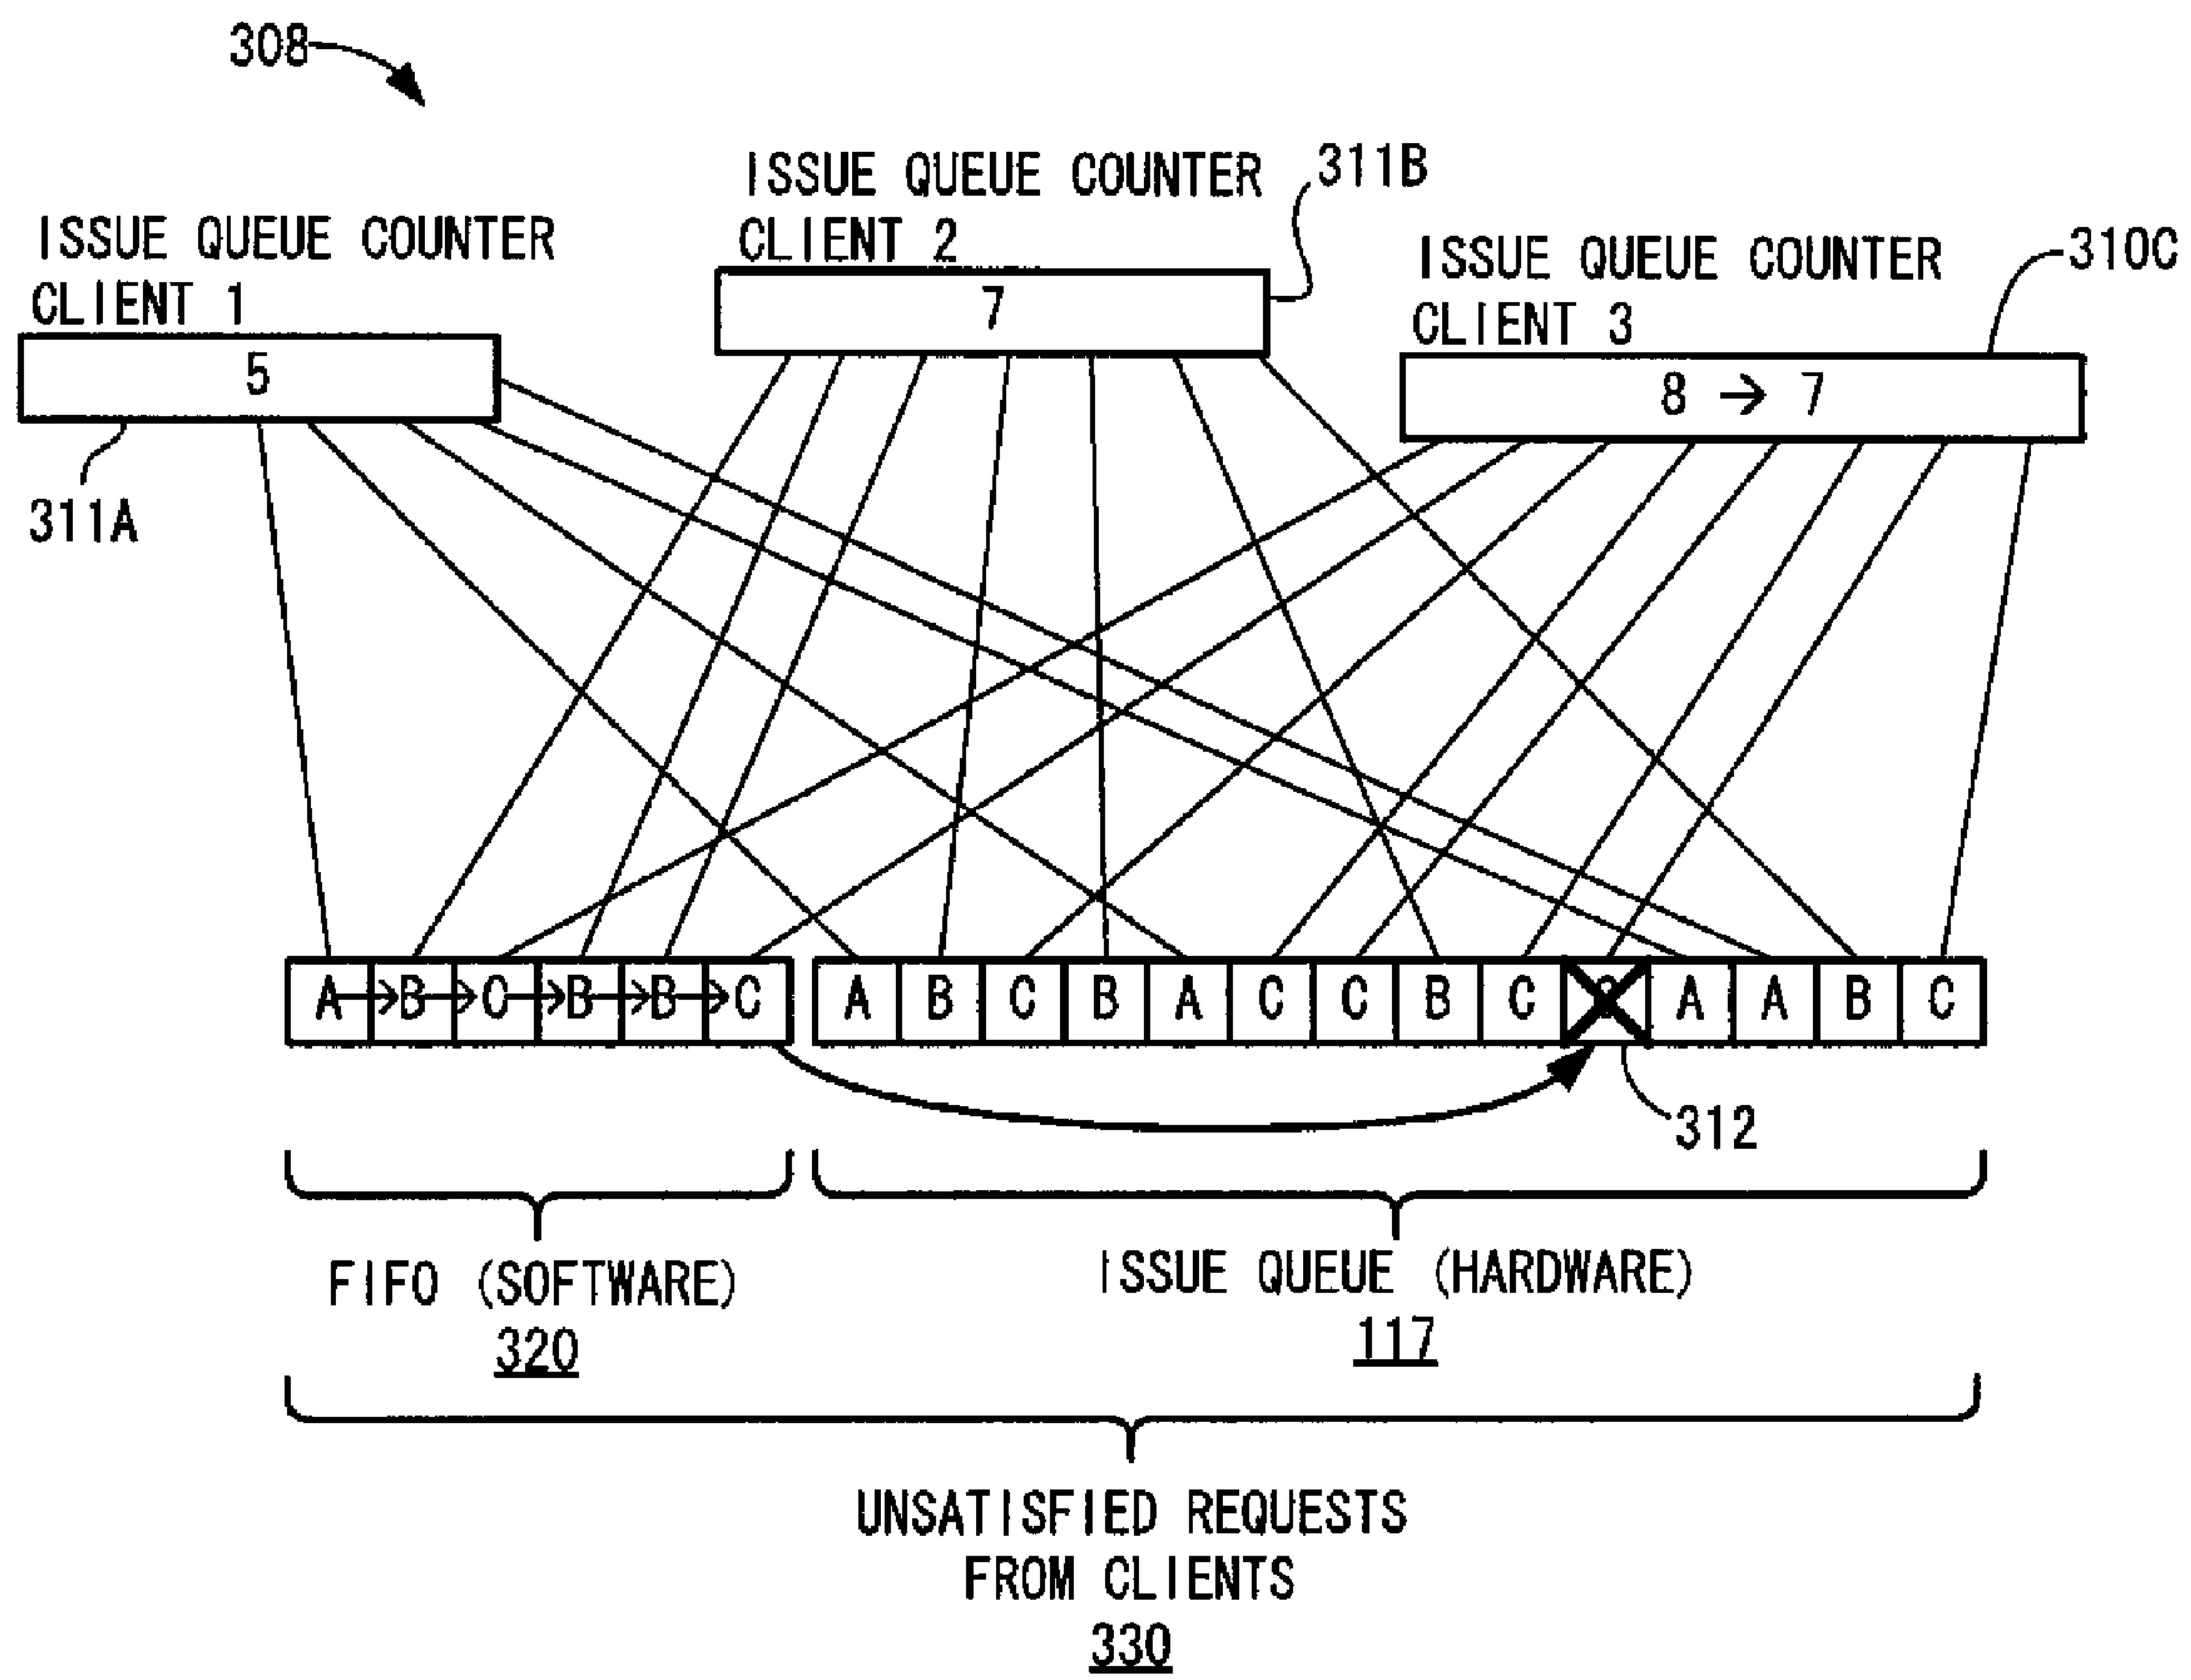 308
ISSUE QUEUE COUNTER
CLIENT 1
5
311A
ISSUE QUEUE COUNTER
CLIENT 2
7
311B
ISSUE QUEUE COUNTER
CLIENT 3
8 → 7
310C
A→B→C→B→B→C
A B C B A C C B C A A B C
312
FIFO (SOFTWARE)
320
ISSUE QUEUE (HARDWARE)
117
UNSATISFIED REQUESTS
FROM CLIENTS
330